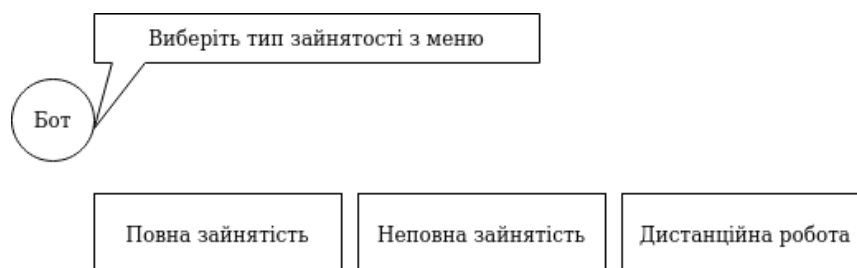 Виберіть тип зайнятості з меню
Бот
Повна зайнятість
Неповна зайнятість
Дистанційна робота